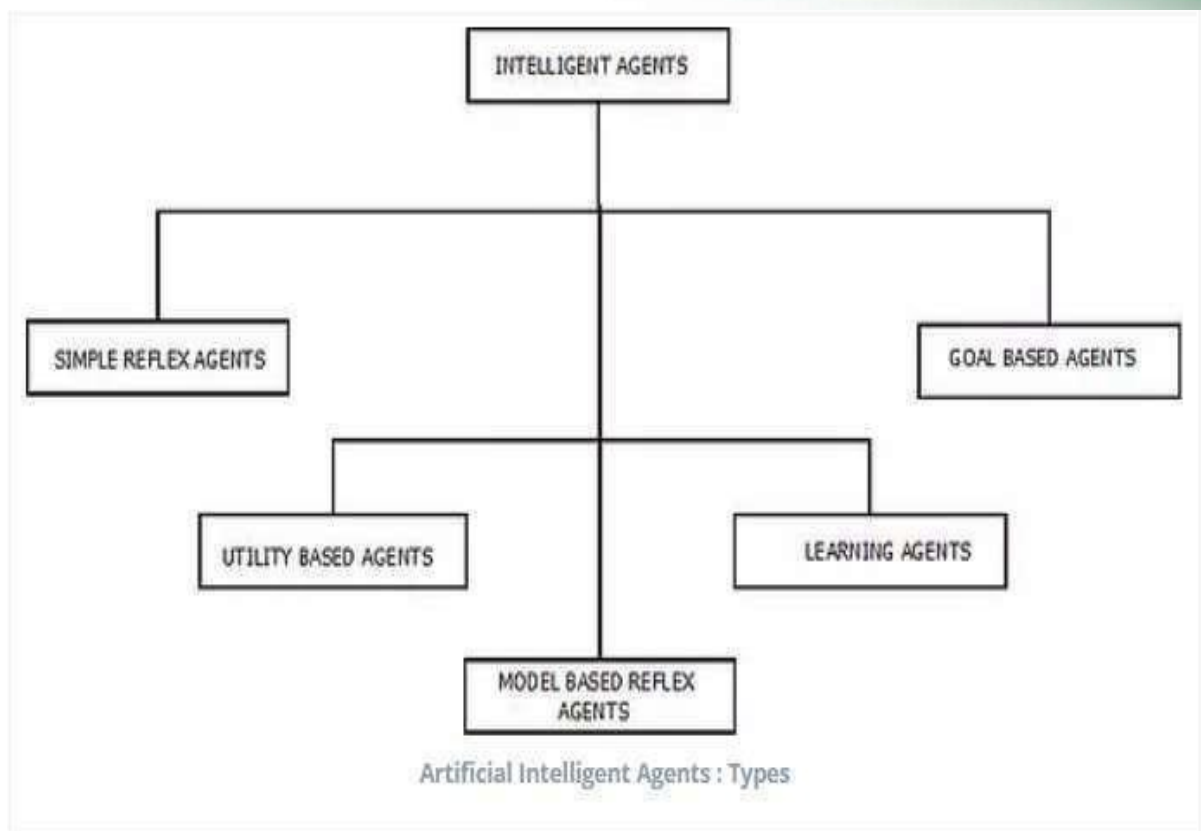 INTELLIGENT AGENTS
SIMPLE REFLEX AGENTS
GOAL BASED AGENTS
UTILITY BASED AGENTS
LEARNING AGENTS
MODEL BASED REFLEX
AGENTS
Artificial Intelligent Agents : Types